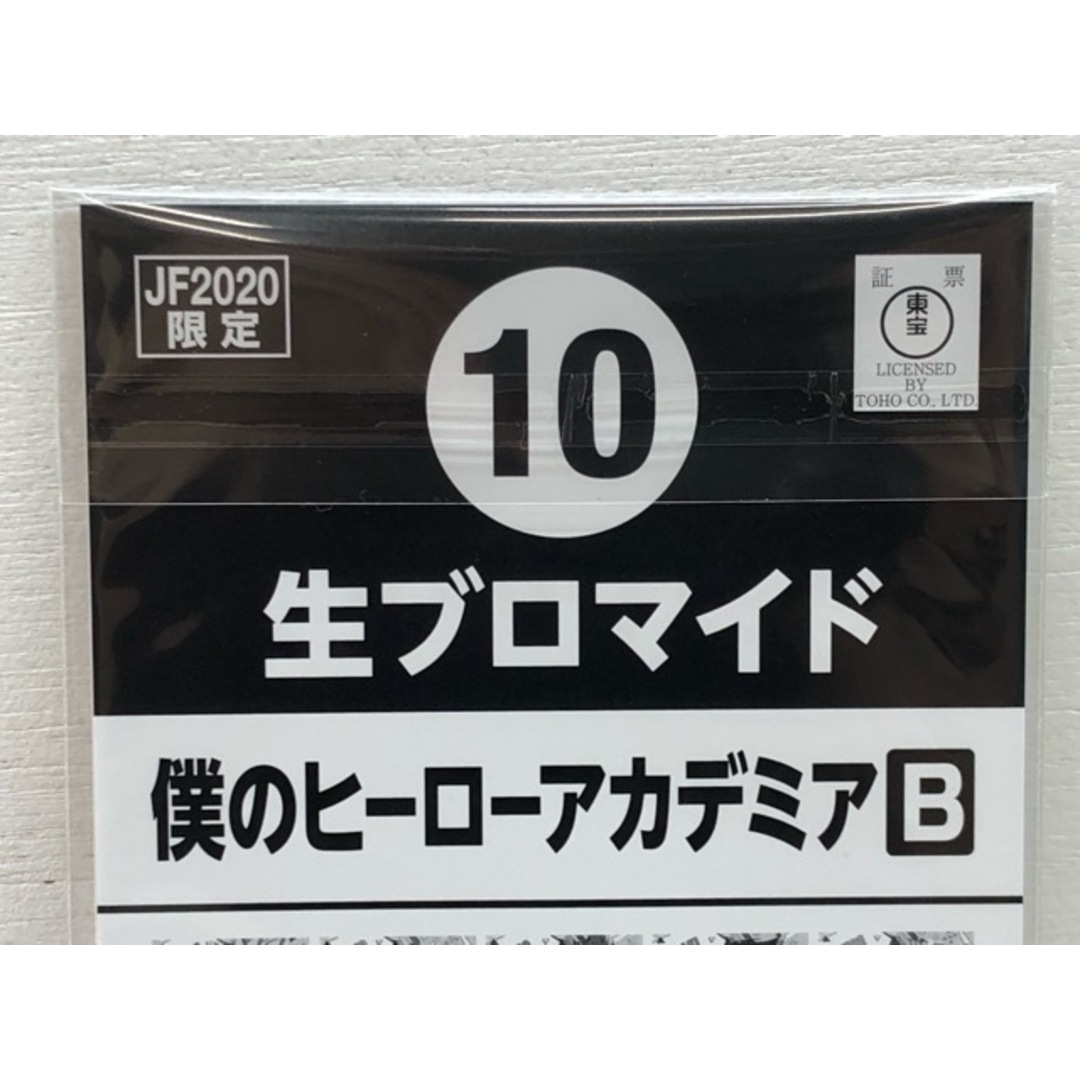 JF2020
限定
10
証 票
東宝
LICENSED
BY
TOHO CO., LTD.
生ブロマイド
僕のヒーローアカデミア B